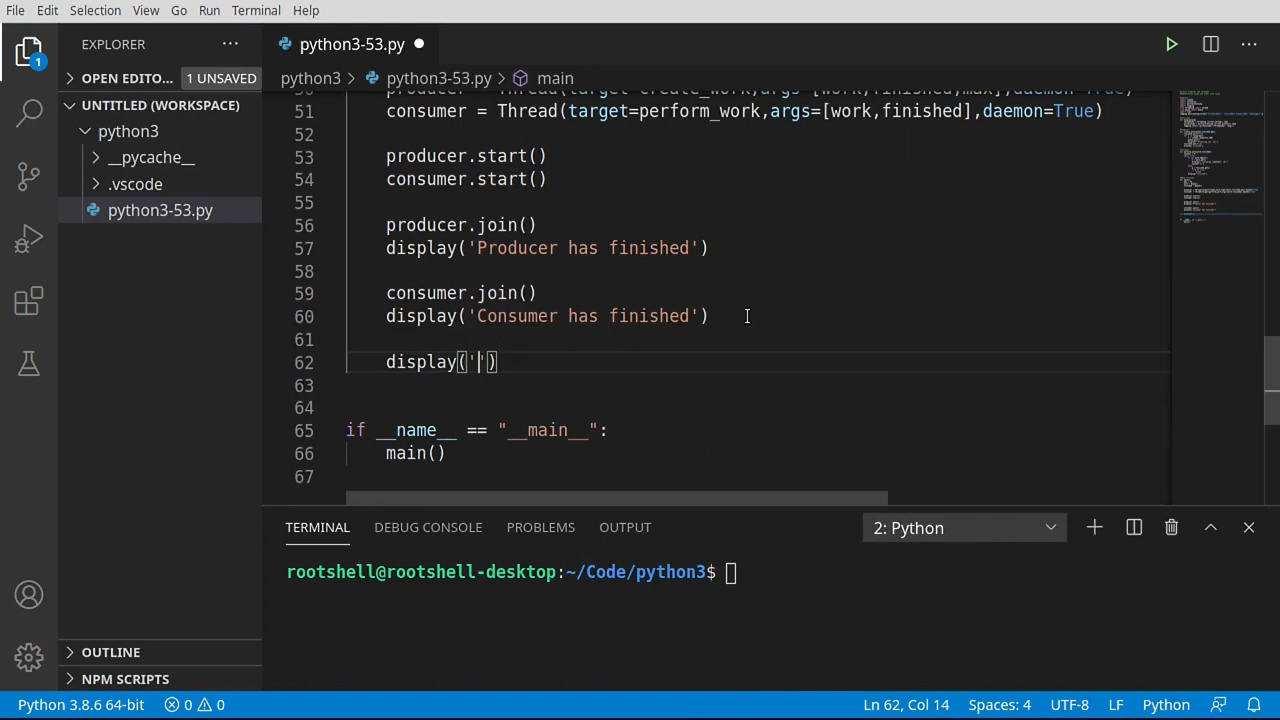 File Edit Selection View Go Run Terminal Help
1
EXPLORER
OPEN EDITO... 1 UNSAVED
UNTITLED (WORKSPACE)
python3
__pycache__
.vscode
python3-53.py
OUTLINE
NPM SCRIPTS
python3-53.py
python3 > python3-53.py > main
51 consumer = Thread(target=perform_work,args=[work,finished],daemon=True)
52
53 producer.start()
54 consumer.start()
55
56 producer.join()
57 display('Producer has finished')
58
59 consumer.join()
60 display('Consumer has finished')
61
62 display('')
63
64
65 if __name__ == "__main__":
66 main()
67
TERMINAL DEBUG CONSOLE PROBLEMS OUTPUT 2: Python
rootshell@rootshell-desktop:~/Code/python3$
Python 3.8.6 64-bit 0 0 Ln 62, Col 14 Spaces: 4 UTF-8 LF Python